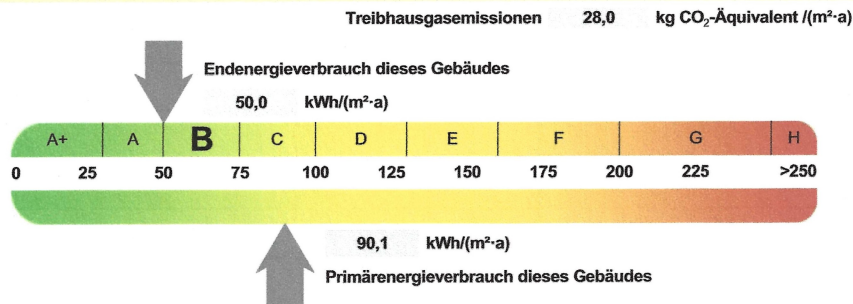 Treibhausgasemissionen 28,0 kg CO₂-Äquivalent /(m²·a)
Endenergieverbrauch dieses Gebäudes
50,0 kWh/(m²·a)
A+ A B C D E F G H
0 25 50 75 100 125 150 175 200 225 >250
90,1 kWh/(m²·a)
Primärenergieverbrauch dieses Gebäudes